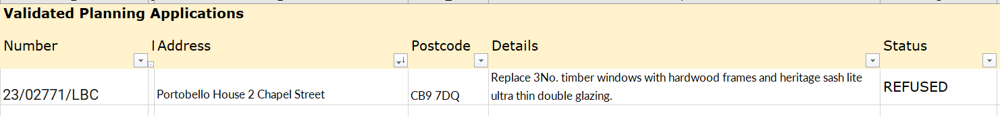 Validated Planning Applications
Number
Address
Postcode
Details
Status
23/02771/LBC
Portobello House 2 Chapel Street
CB9 7DQ
Replace 3No. timber windows with hardwood frames and heritage sash lite
ultra thin double glazing.
REFUSED